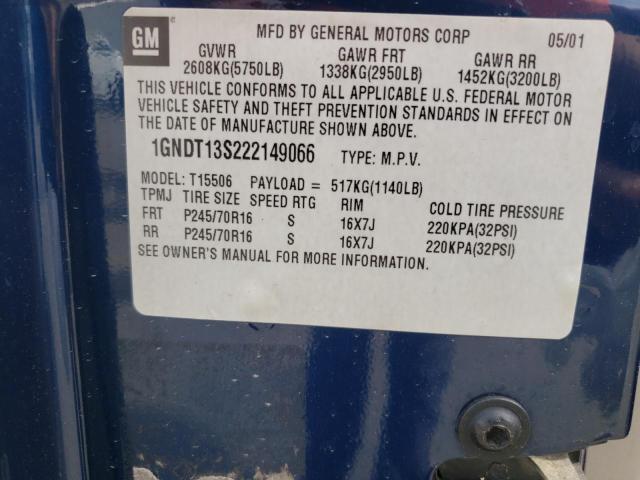 GM
MFD BY GENERAL MOTORS CORP 05/01
GVWR GAWR FRT GAWR RR
2608KG(5750LB) 1338KG(2950LB) 1452KG(3200LB)
THIS VEHICLE CONFORMS TO ALL APPLICABLE U.S. FEDERAL MOTOR
VEHICLE SAFETY AND THEFT PREVENTION STANDARDS IN EFFECT ON
THE DATE OF MANUFACTURE SHOWN ABOVE.
1GNDT13S222149066 TYPE: M.P.V.
MODEL: T15506 PAYLOAD = 517KG(1140LB)
TPMJ TIRE SIZE SPEED RTG RIM COLD TIRE PRESSURE
FRT P245/70R16 S 16X7J 220KPA(32PSI)
RR P245/70R16 S 16X7J 220KPA(32PSI)
SEE OWNER'S MANUAL FOR MORE INFORMATION.